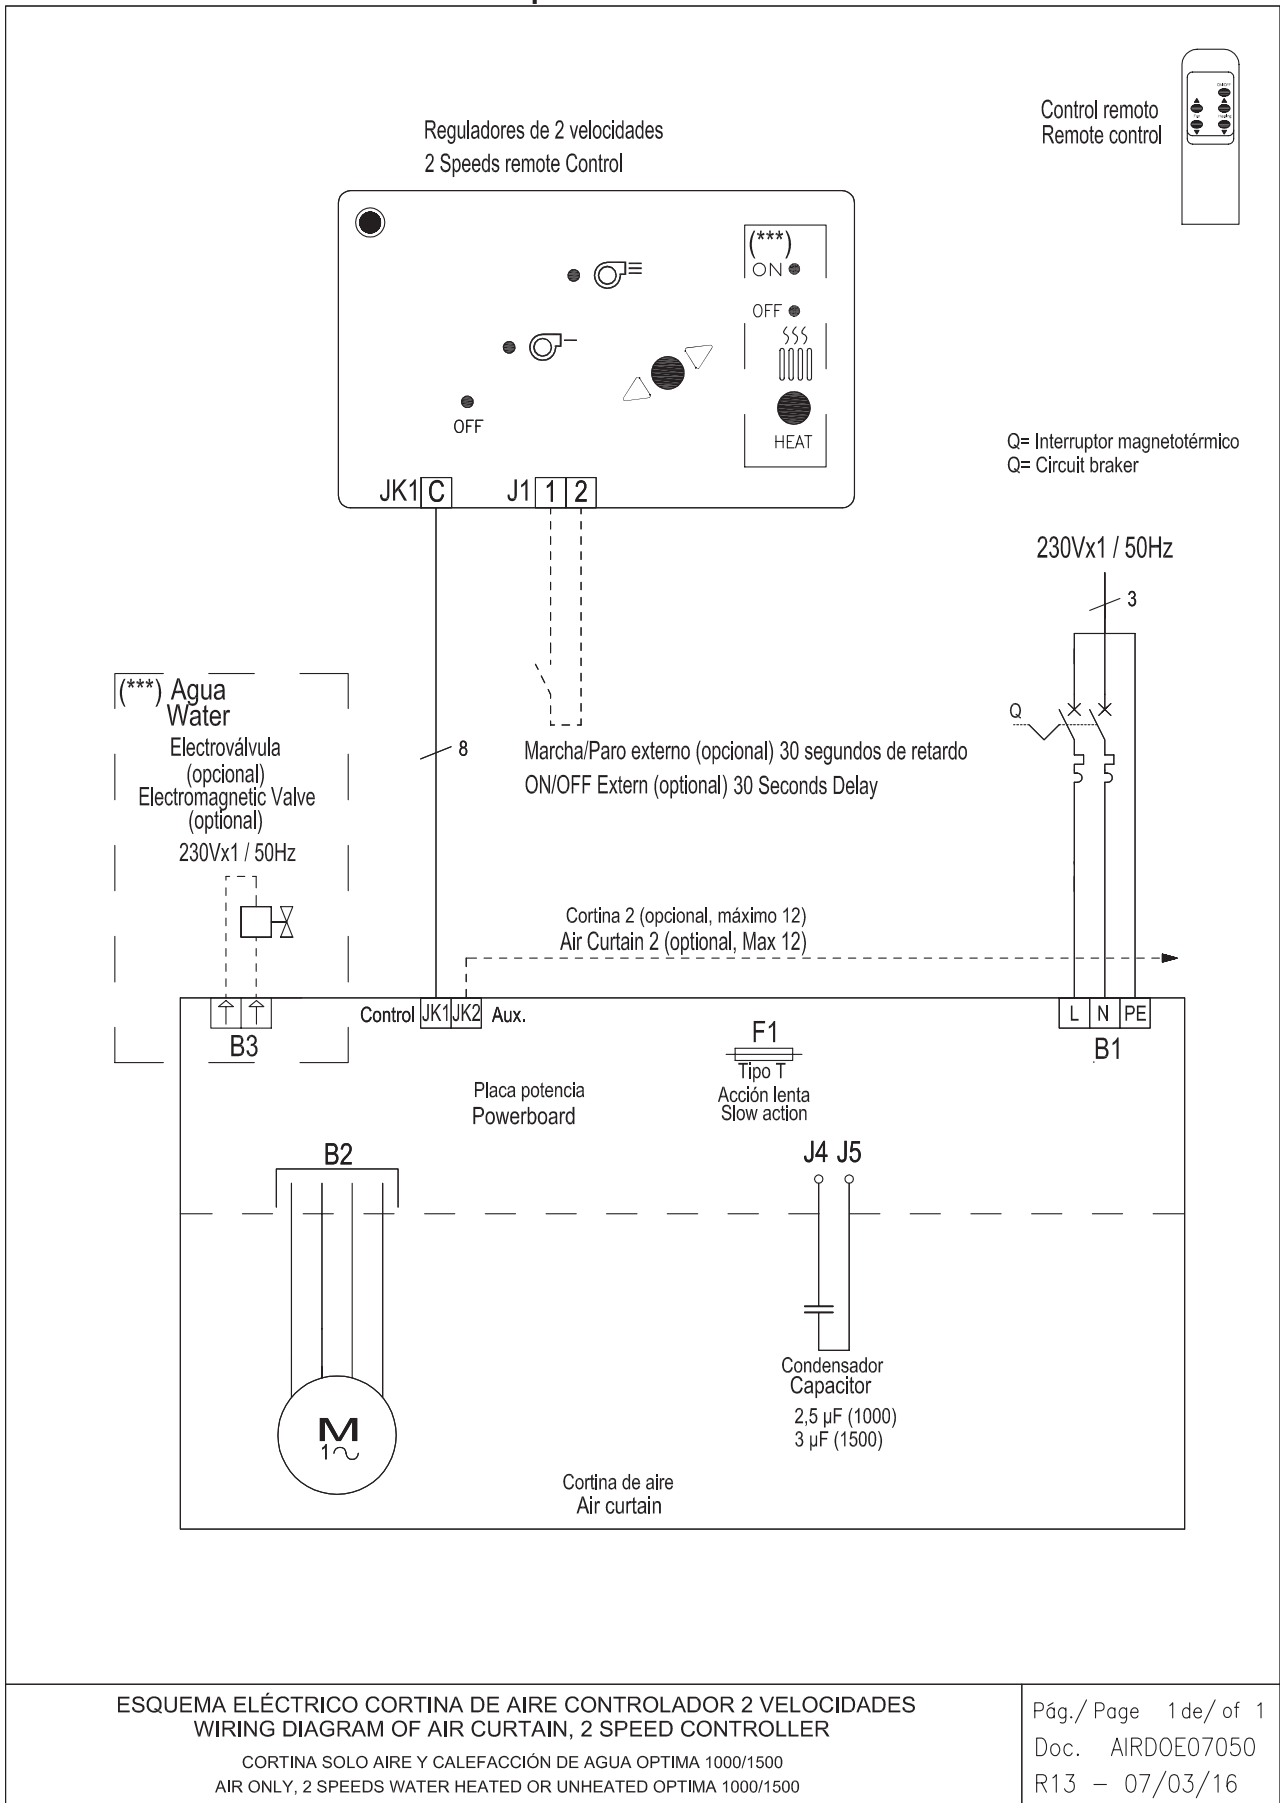 Control remoto
Remote control
ON/OFF
Reguladores de 2 velocidades
2 Speeds remote Control
(***)
ON
OFF
HEAT
OFF
JK1 C
J1 1 2
Q= Interruptor magnetotérmico
Q= Circuit braker
230Vx1 / 50Hz
3
Q
(***) Agua
Water
Electroválvula
(opcional)
Electromagnetic Valve
(optional)
230Vx1 / 50Hz
8
Marcha/Paro externo (opcional) 30 segundos de retardo
ON/OFF Extern (optional) 30 Seconds Delay
Cortina 2 (opcional, máximo 12)
Air Curtain 2 (optional, Max 12)
B3
Control JK1 JK2 Aux.
L N PE
B1
F1
Tipo T
Acción lenta
Slow action
Placa potencia
Powerboard
B2
J4 J5
M
1
Condensador
Capacitor
2,5 µF (1000)
3 µF (1500)
Cortina de aire
Air curtain
ESQUEMA ELÉCTRICO CORTINA DE AIRE CONTROLADOR 2 VELOCIDADES
WIRING DIAGRAM OF AIR CURTAIN, 2 SPEED CONTROLLER
CORTINA SOLO AIRE Y CALEFACCIÓN DE AGUA OPTIMA 1000/1500
AIR ONLY, 2 SPEEDS WATER HEATED OR UNHEATED OPTIMA 1000/1500
Pág./ Page 1 de/ of 1
Doc. AIRDOE07050
R13 – 07/03/16